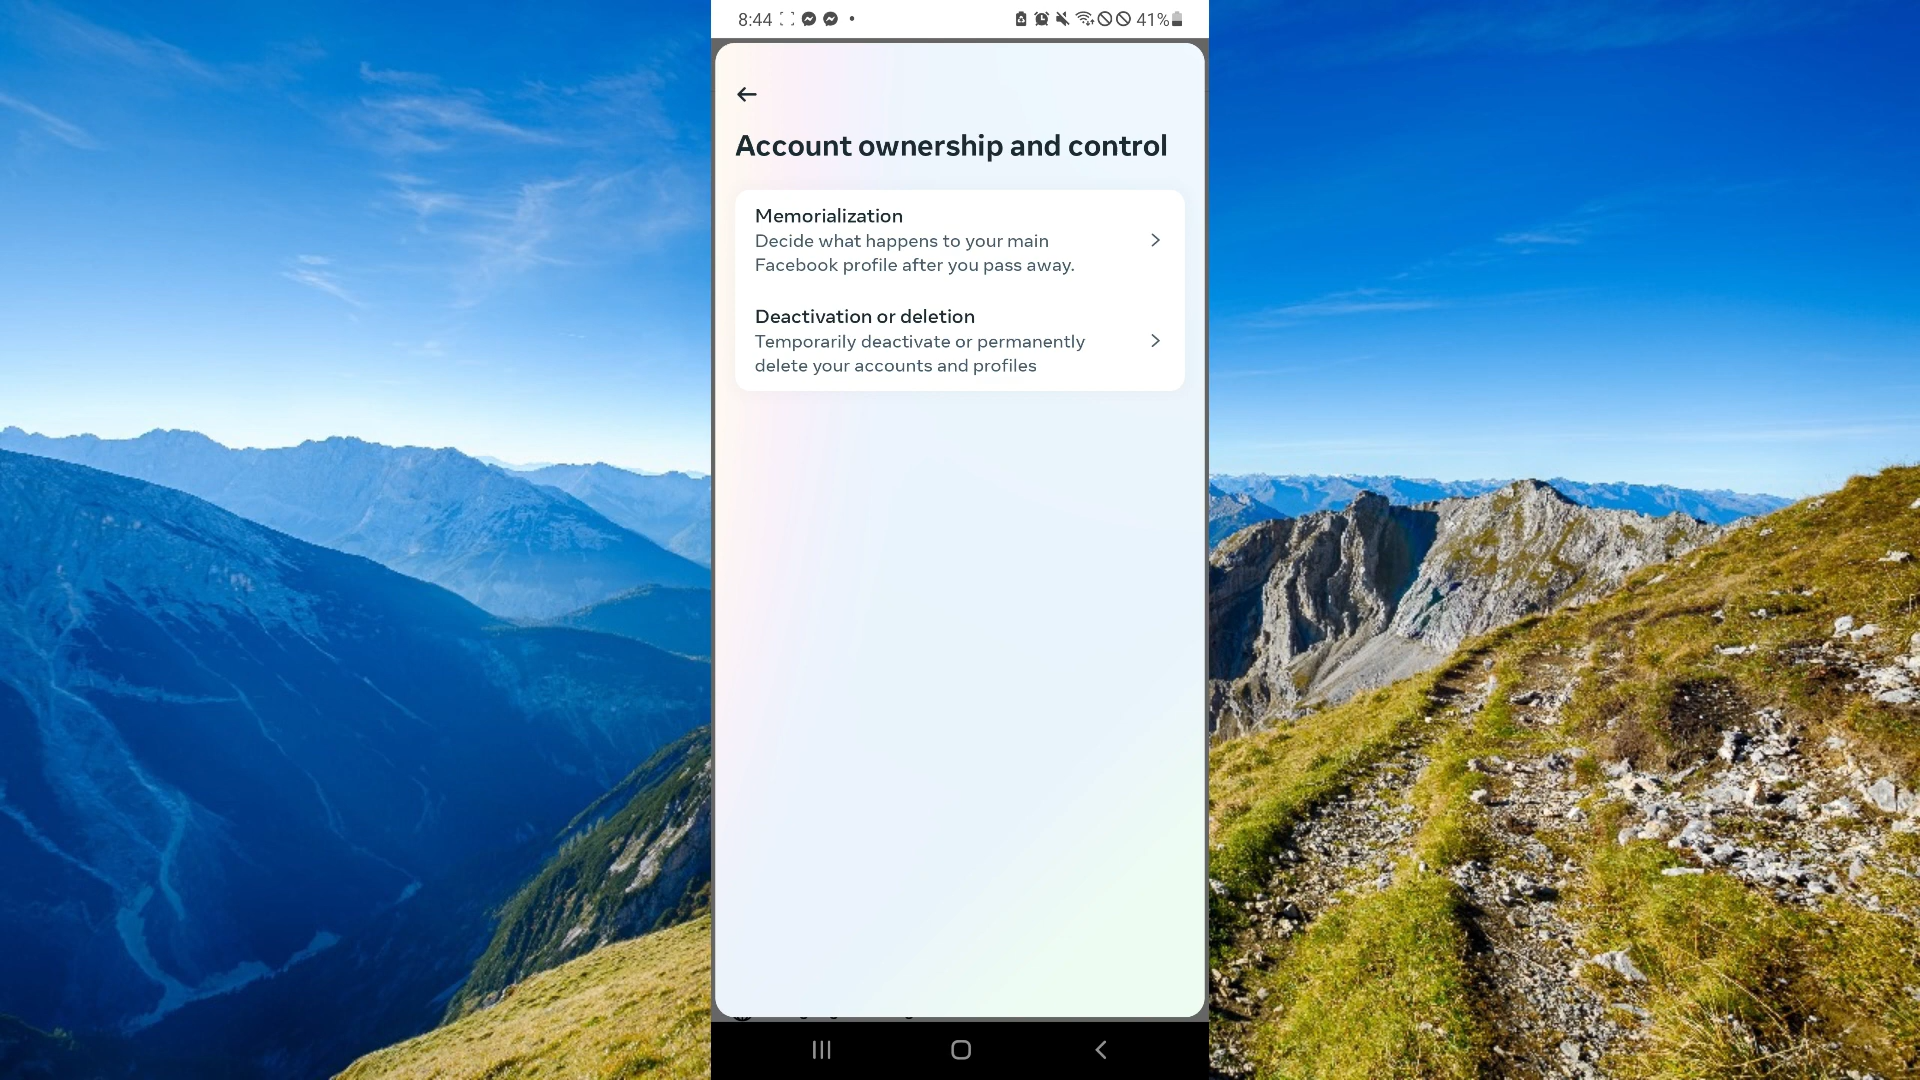 8:44
41%
Account ownership and control
Memorialization
Decide what happens to your main
Facebook profile after you pass away.
Deactivation or deletion
Temporarily deactivate or permanently
delete your accounts and profiles